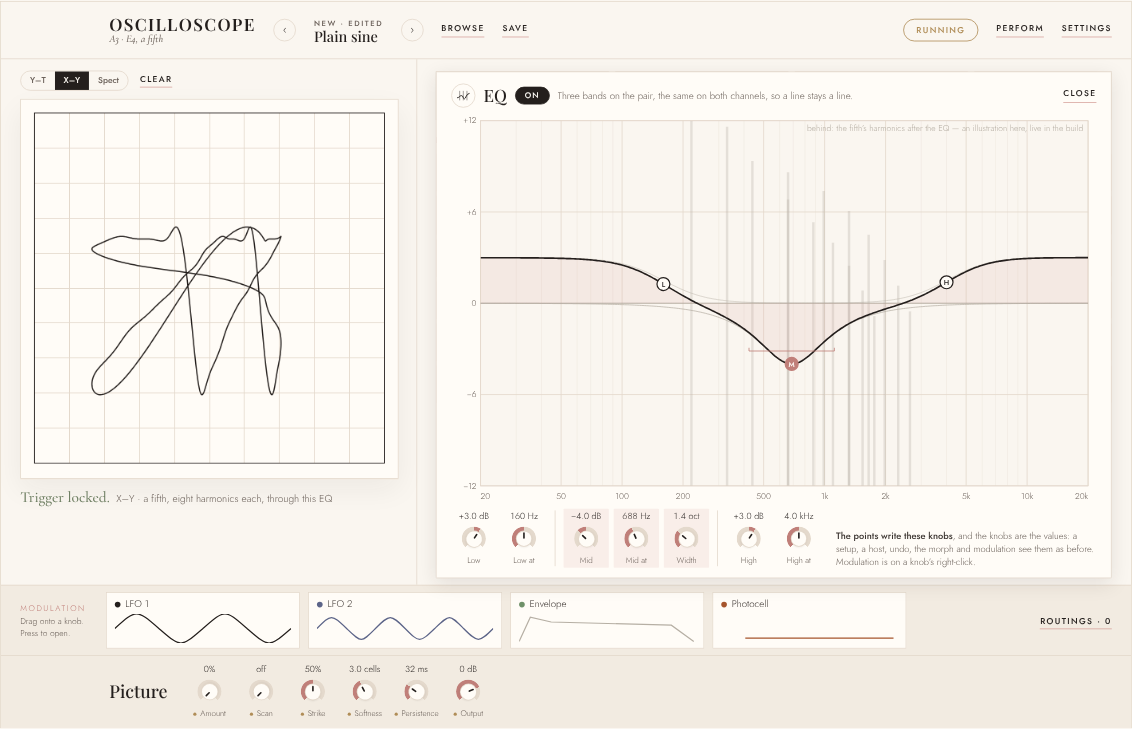 OSCILLOSCOPE
A3 · E4, a fifth
‹
NEW · EDITED
Plain sine
›
BROWSE
SAVE
RUNNING
PERFORM
SETTINGS
Y–T
X–Y
Spect
CLEAR
EQ
ON
Three bands on the pair, the same on both channels, so a line stays a line.
CLOSE
behind: the fifth's harmonics after the EQ — an illustration here, live in the build
+12
+6
0
−6
−12
L
M
H
20
50
100
200
500
1k
2k
5k
10k
20k
Trigger locked. X–Y · a fifth, eight harmonics each, through this EQ
+3.0 dB
160 Hz
−4.0 dB
688 Hz
1.4 oct
+3.0 dB
4.0 kHz
Low
Low at
Mid
Mid at
Width
High
High at
The points write these knobs, and the knobs are the values: a
setup, a host, undo, the morph and modulation see them as before.
Modulation is on a knob's right-click.
MODULATION
Drag onto a knob.
Press to open.
LFO 1
LFO 2
Envelope
Photocell
ROUTINGS · 0
Picture
0%
off
50%
3.0 cells
32 ms
0 dB
Amount
Scan
Strike
Softness
Persistence
Output